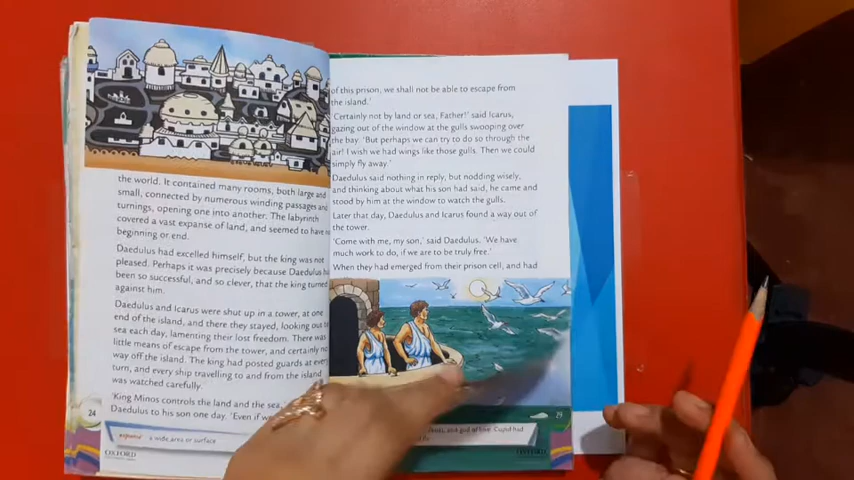 the world. It contained many rooms, both large and
small, connected by numerous winding passages and
turnings, opening one into another. The labyrinth
covered a vast expanse of land, and seemed to have
beginning or end.
Daedulus had excelled himself, but the king was not
pleased. Perhaps it was precisely because Daedulus had
been so successful, and so clever, that the king turned
against him.
Daedulus and Icarus were shut up in a tower, at one
end of the island, and there they stayed, looking out
sea each day, lamenting their lost freedom. There was
little means of escape from the tower, and certainly no
way off the island. The king had posted guards at every
turn, and every ship travelling to and from the island
was watched carefully.
'King Minos controls the land and the sea,'
Daedulus to his son one day. 'Even if we
24
expanse a wide area or surface
OXFORD
of this prison, we shall not be able to escape from
the island.'
'Certainly not by land or sea, Father!' said Icarus,
gazing out of the window at the gulls swooping over
the bay. 'But perhaps we can try to do so through the
air! I wish we had wings like those gulls. Then we could
simply fly away.'
Daedulus said nothing in reply, but nodding wisely,
and thinking about what his son had said, he came and
stood by him at the window to watch the gulls.
Later that day, Daedulus and Icarus found a way out of
the tower.
'Come with me, my son,' said Daedulus. 'We have
much work to do, if we are to be truly free.'
When they had emerged from their prison cell, and had
and god of love. Cupid had
OXFORD